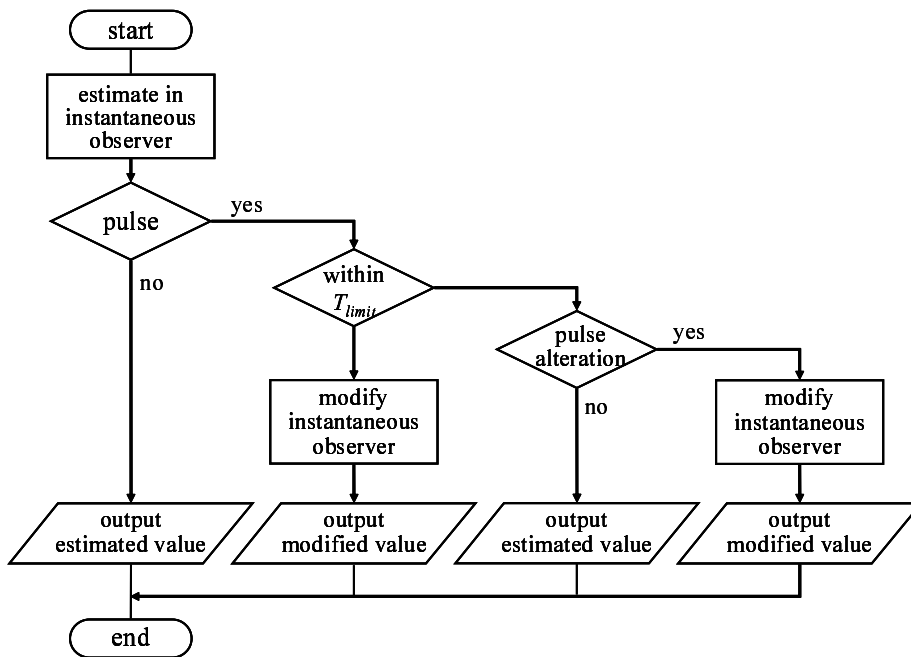 start
estimate in
instantaneous
observer
pulse
yes
no
within
T_limit
pulse
alteration
yes
no
modify
instantaneous
observer
modify
instantaneous
observer
output
estimated value
output
modified value
output
estimated value
output
modified value
end